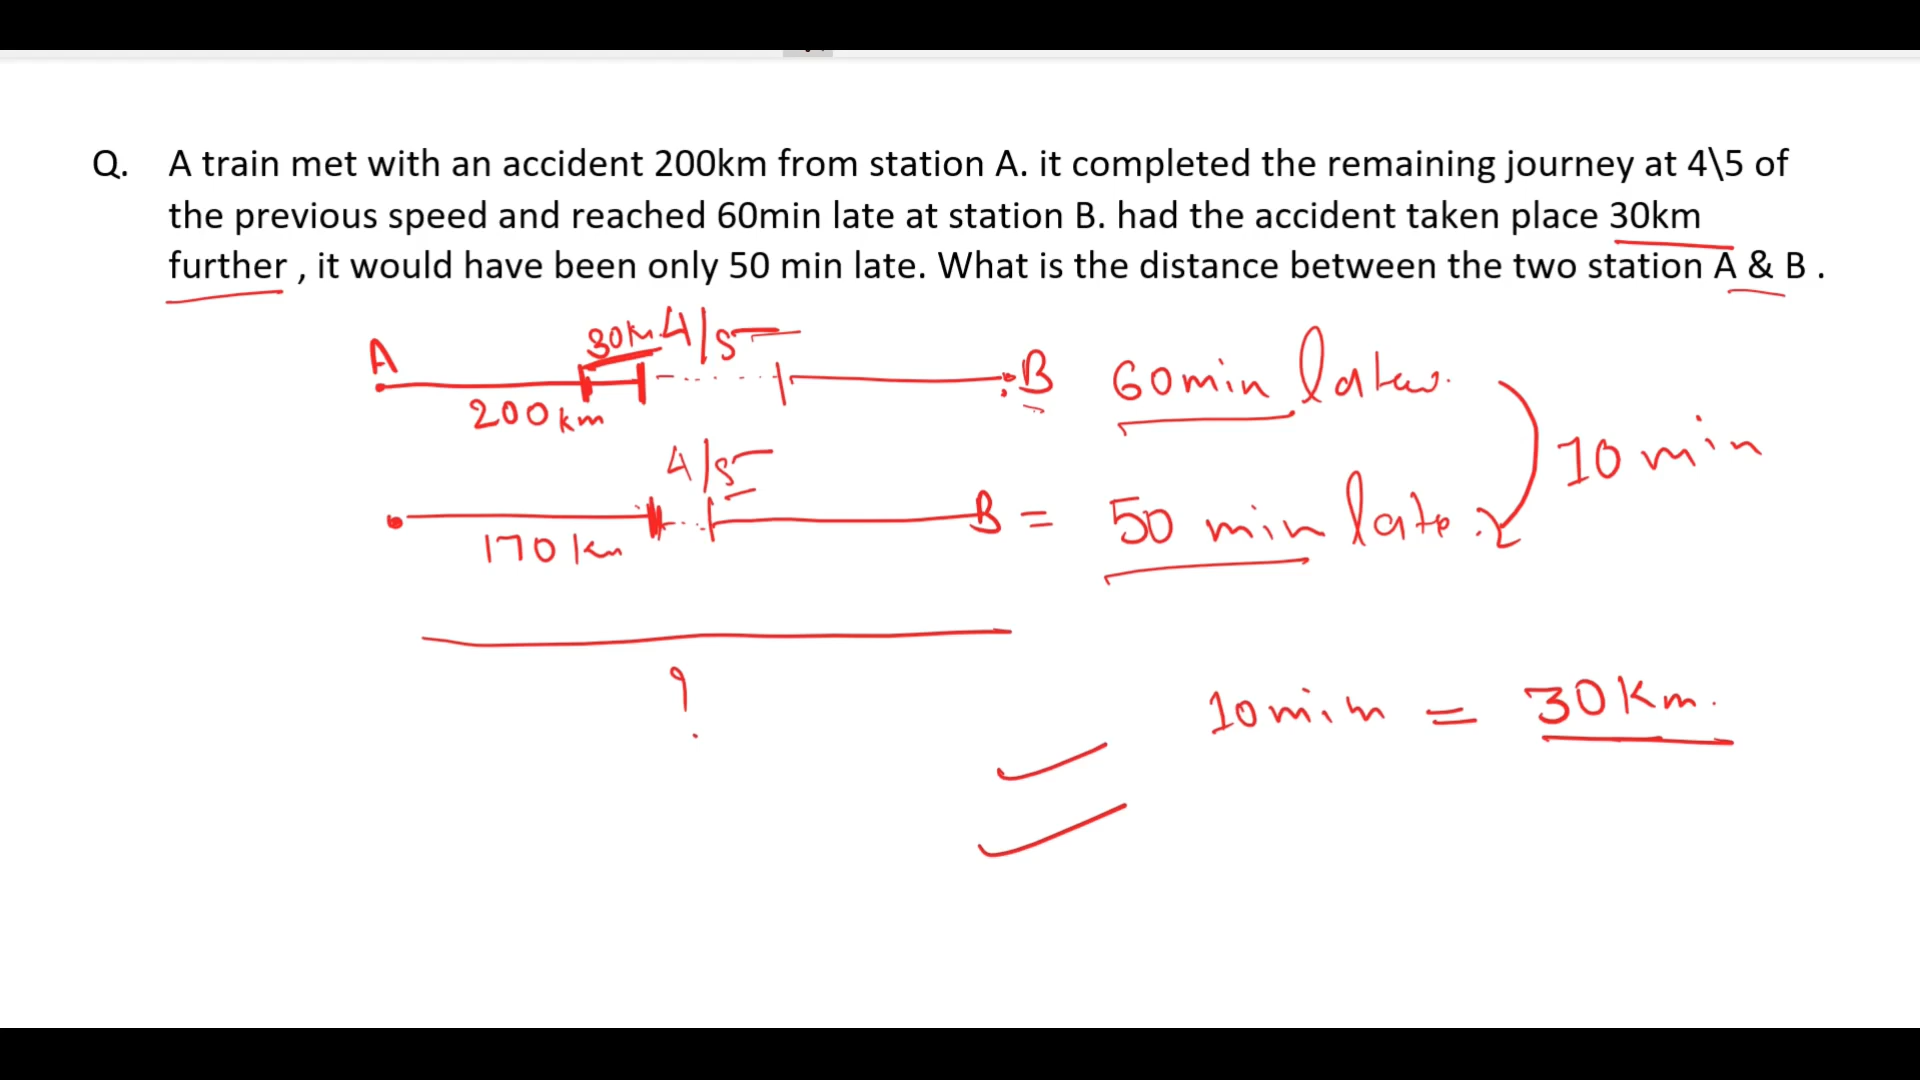 Q. A train met with an accident 200km from station A. it completed the remaining journey at 4\5 of
the previous speed and reached 60min late at station B. had the accident taken place 30km
further , it would have been only 50 min late. What is the distance between the two station A & B .
A 30km 4/5 B 60min late
200km
10 min
4/5
B = 50 min late
170 km
?
10min = 30km.